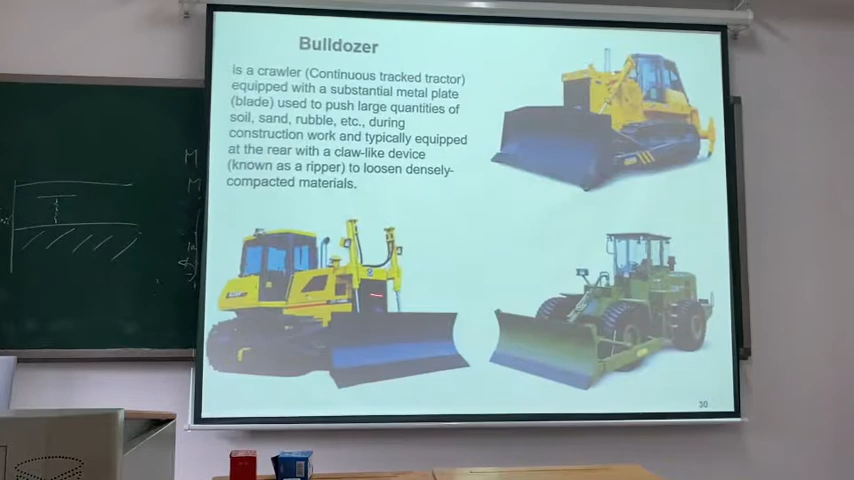 Bulldozer
is a crawler (Continuous tracked tractor)
equipped with a substantial metal plate
(blade) used to push large quantities of
soil, sand, rubble, etc., during
construction work and typically equipped
at the rear with a claw-like device
(known as a ripper) to loosen densely-
compacted materials.
30